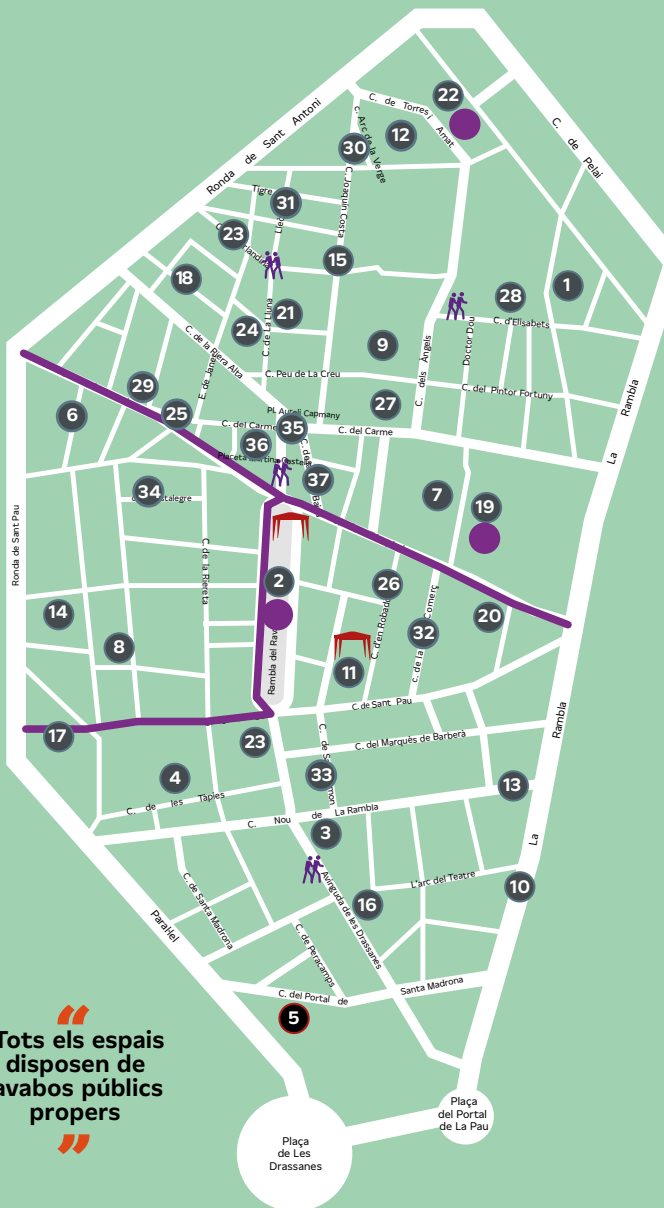 22
C. de Torres i Amat
12
30
c. Arc de la Verge
C. de Pelai
Ronda de Sant Antoni
Tigre
31
C. Joaquin Costa
23
15
1
18
28
21
C. d'Elisabets
24
C. de La Lluna
9
C. dels Àngels
Doctor Dou
C. de la Riera Alta
C. Peu de La Creu
29
C. del Pintor Fortuny
La Rambla
27
6
25
Pl. Aureli Capmany
C. del Carme
35
C. del Carme
36
37
34
7
19
Ronda de Sant Pau
C. de la Riereta
2
26
14
20
8
32
11
Rambla del Rav
C. d'en Robador
C. de Sant Pau
17
23
C. del Marquès de Barberà
La Rambla
4
33
13
C. de les Tàpies
C. Nou de La Rambla
3
L'arc del Teatre
10
16
C. de Santa Madrona
Avinguda de les Drassanes
Paral·lel
C. de Peracamps
C. del Portal de Santa Madrona
5
“
Tots els espais
disposen de
avabos públics
propers
”
Plaça
de Les
Drassanes
Plaça
del Portal
de La Pau